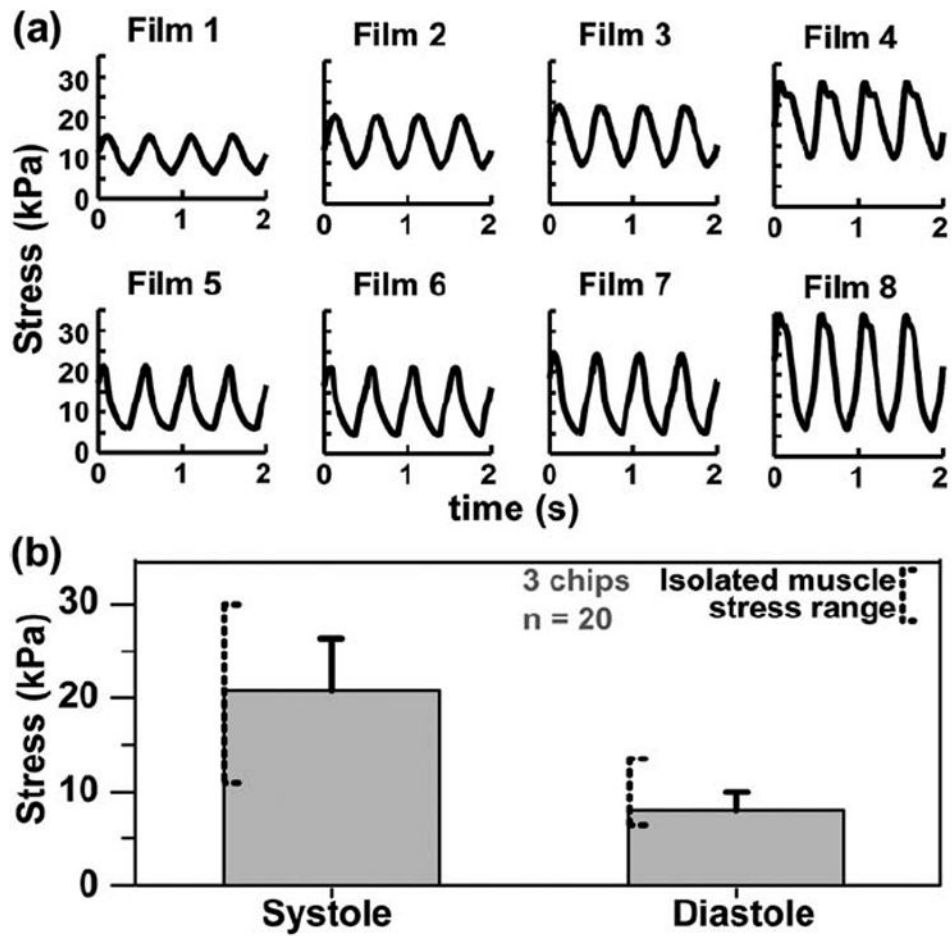 (a)
Film 1 Film 2 Film 3 Film 4
30
20
10
0
0 1 2 0 1 2 0 1 2 0 1 2
Stress (kPa)
Film 5 Film 6 Film 7 Film 8
30
20
10
0
0 1 2 0 1 2 0 1 2 0 1 2
time (s)
(b)
3 chips
n = 20
Isolated muscle
stress range
Stress (kPa)
30
20
10
0
Systole Diastole